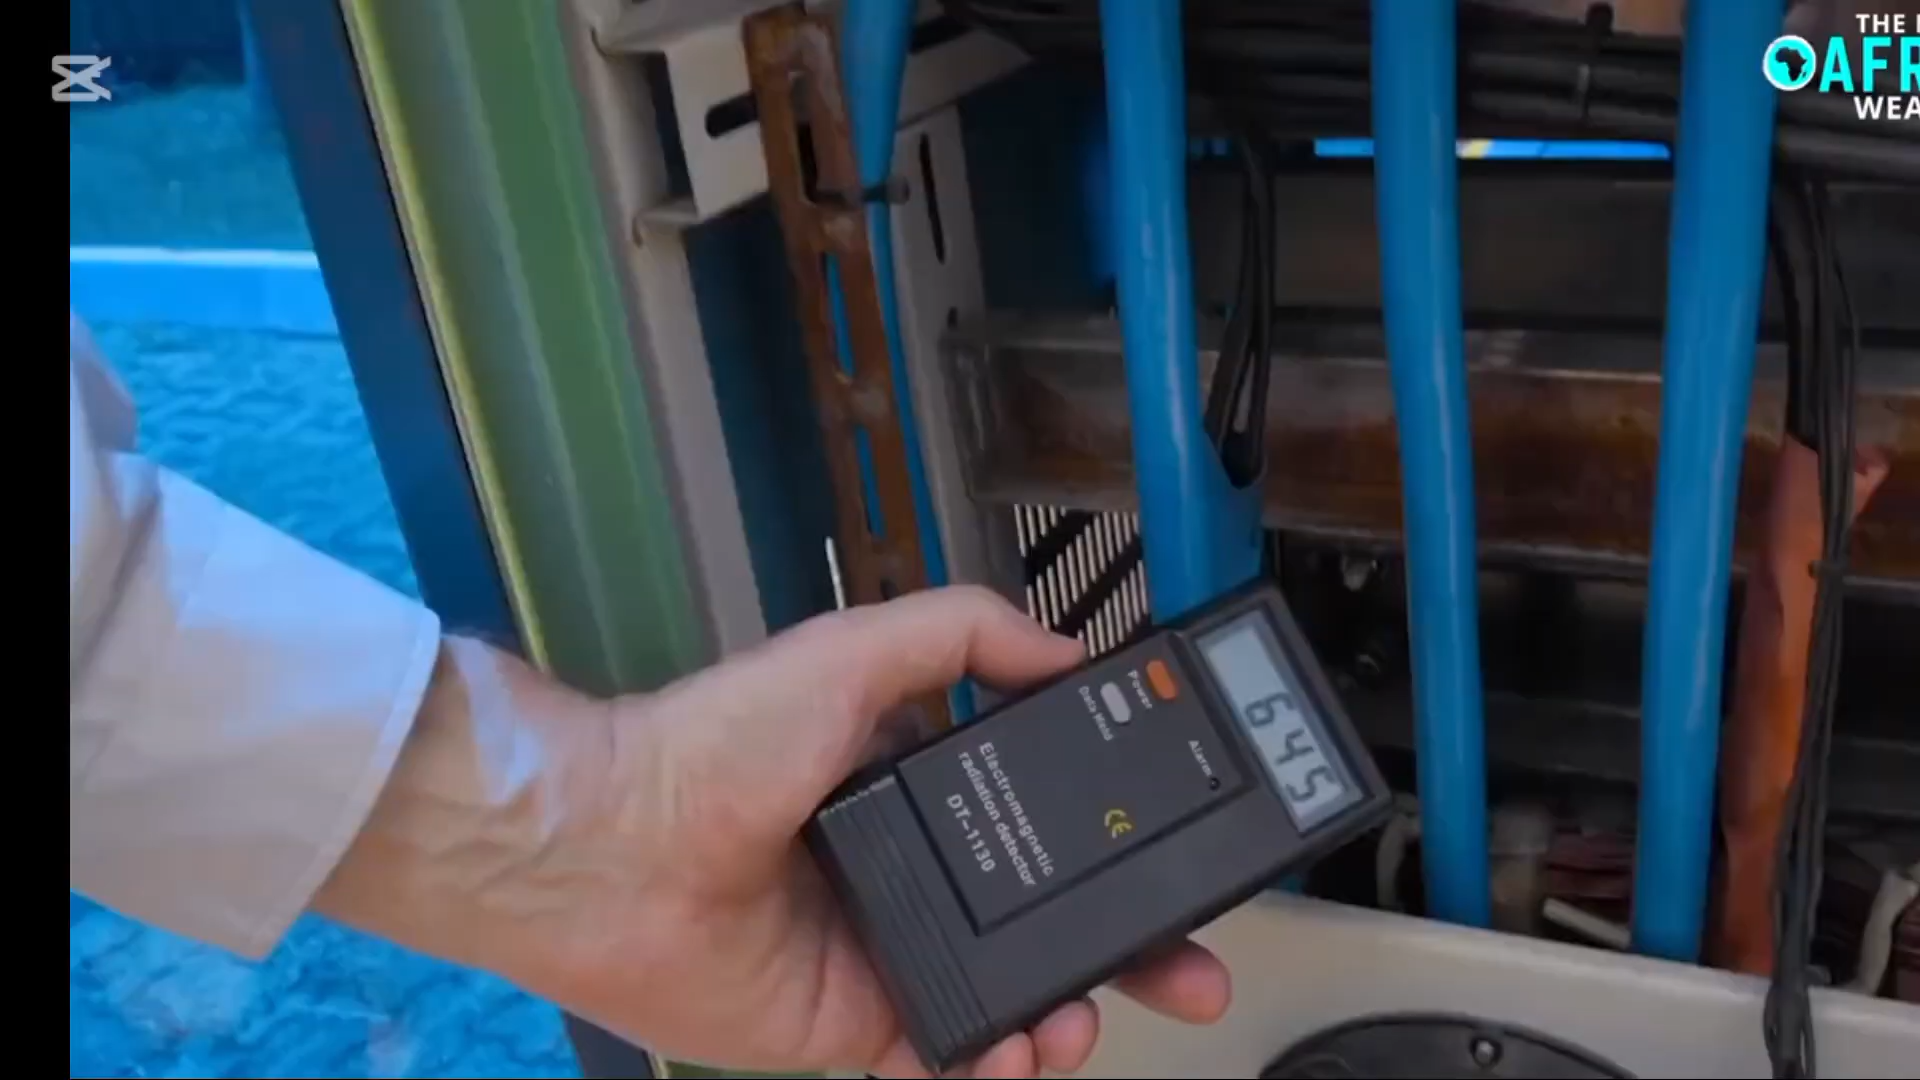 THE
AFR
WEA
645
Power
Data Hold
Alarm
Electromagnetic
radiation detector
DT-1130
CE